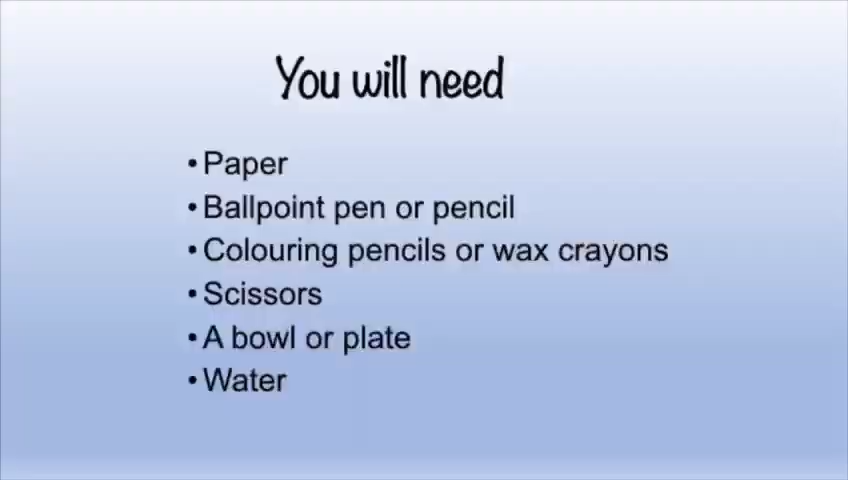 You will need
• Paper
• Ballpoint pen or pencil
• Colouring pencils or wax crayons
• Scissors
• A bowl or plate
• Water